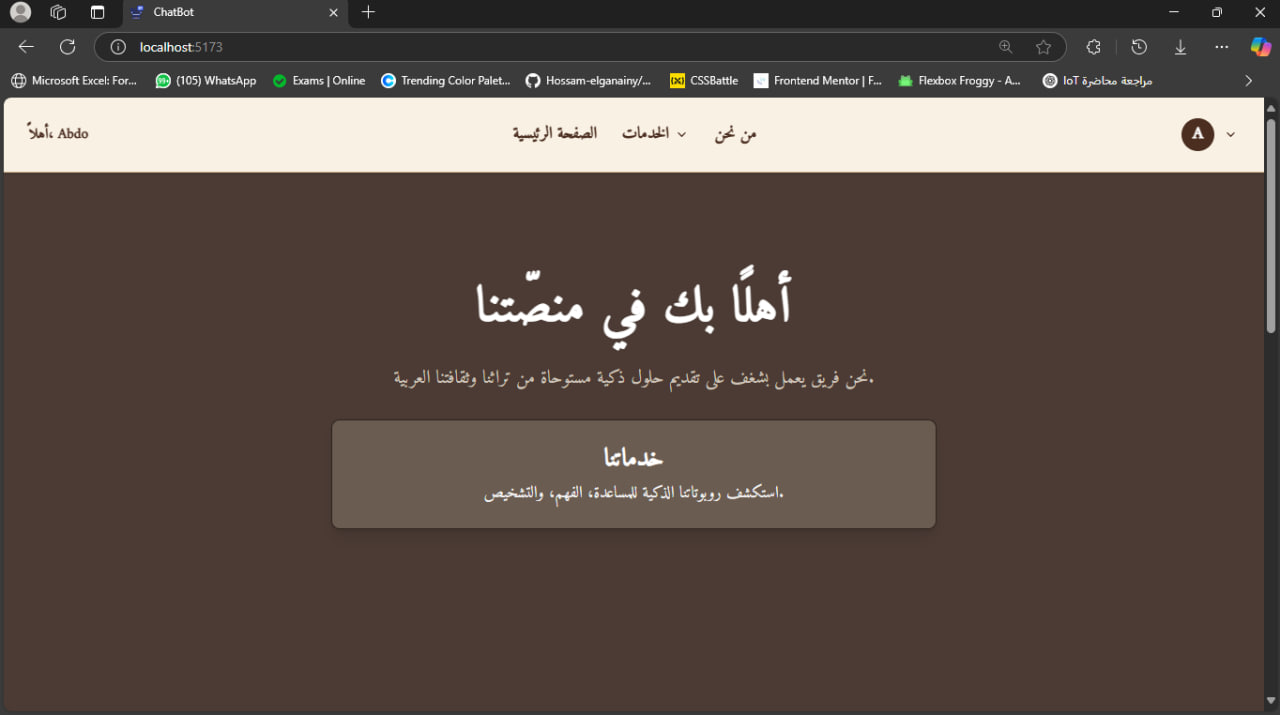 ChatBot
localhost:5173
Microsoft Excel: For...
(105) WhatsApp
Exams | Online
Trending Color Palet...
Hossam-elganainy/...
CSSBattle
Frontend Mentor | F...
Flexbox Froggy - A...
مراجعة محاضرة IoT
أهلاً، Abdo
الصفحة الرئيسية
الخدمات
من نحن
A
أهلًا بك في منصّتنا
نحن فريق يعمل بشغف على تقديم حلول ذكية مستوحاة من تراثنا وثقافتنا العربية.
خدماتنا
استكشف روبوتاتنا الذكية للمساعدة، الفهم، والتشخيص.